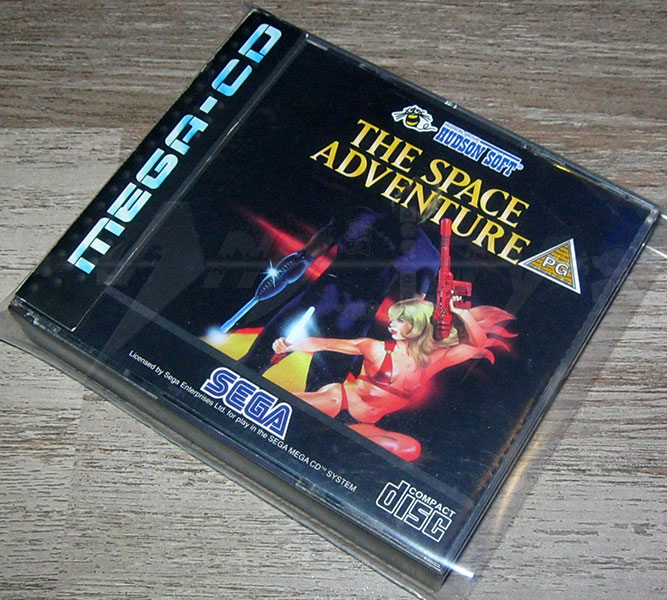 MEGA-CD
HUDSON SOFT
THE SPACE
ADVENTURE
PG
SEGA
Licensed by Sega Enterprises Ltd. for play in the SEGA MEGA CD™ SYSTEM
COMPACT
disc